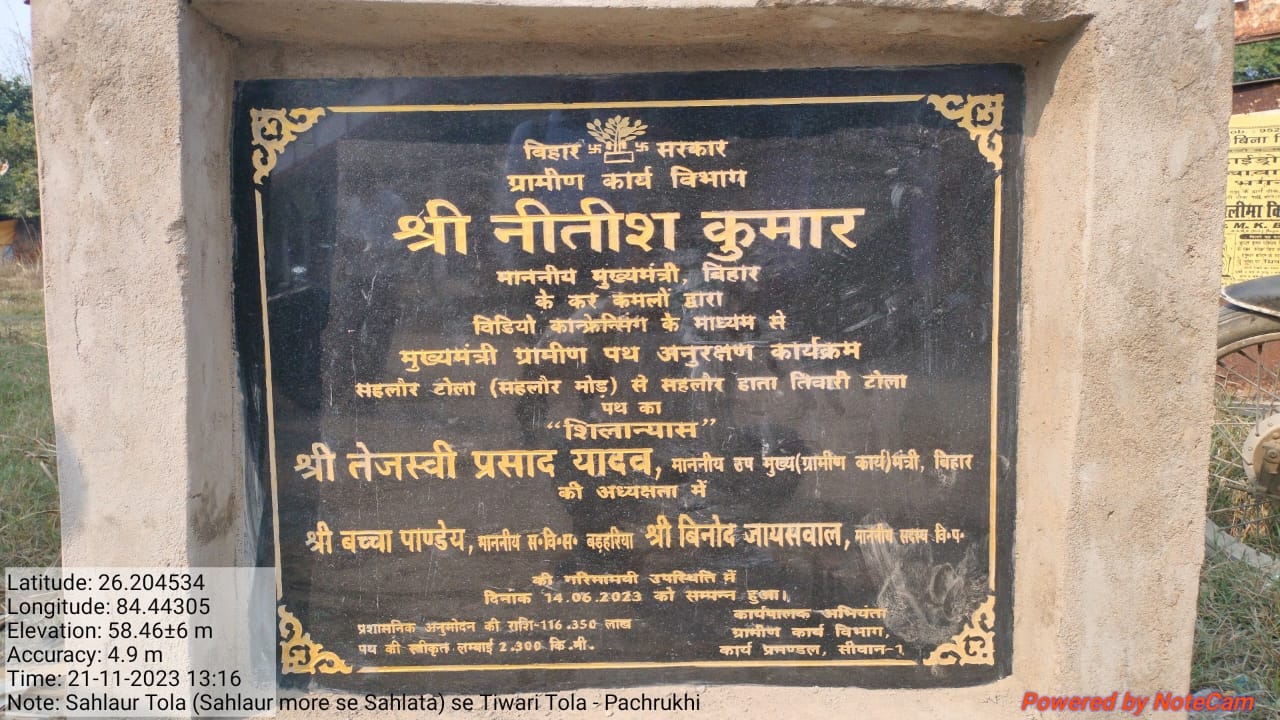 बिहार सरकार
ग्रामीण कार्य विभाग
श्री नीतीश कुमार
माननीय मुख्यमंत्री, बिहार
के कर कमलों द्वारा
विडियो कान्फ्रेन्सिंग के माध्यम से
मुख्यमंत्री ग्रामीण पथ अनुरक्षण कार्यक्रम
सहलौर टोला (सहलौर मोड़) से सहलौर हाता तिवारी टोला
पथ का
“शिलान्यास”
श्री तेजस्वी प्रसाद यादव, माननीय उप मुख्य(ग्रामीण कार्य)मंत्री, बिहार
की अध्यक्षता में
श्री बच्चा पाण्डेय, माननीय स॰वि॰स॰ बड़हरिया श्री बिनोद जायसवाल, माननीय सदस्य वि॰प॰
की गरिमामयी उपस्थिति में
दिनांक 14.06.2023 को सम्पन्न हुआ।
प्रशासनिक अनुमोदन की राशि-116.350 लाख
पथ की स्वीकृत लम्बाई 2.300 कि.मी.
कार्यपालक अभियंता
ग्रामीण कार्य विभाग,
कार्य प्रमण्डल, सीवान-1
बिना
Latitude: 26.204534
Longitude: 84.44305
Elevation: 58.46±6 m
Accuracy: 4.9 m
Time: 21-11-2023 13:16
Note: Sahlaur Tola (Sahlaur more se Sahlata) se Tiwari Tola - Pachrukhi
Powered by NoteCam